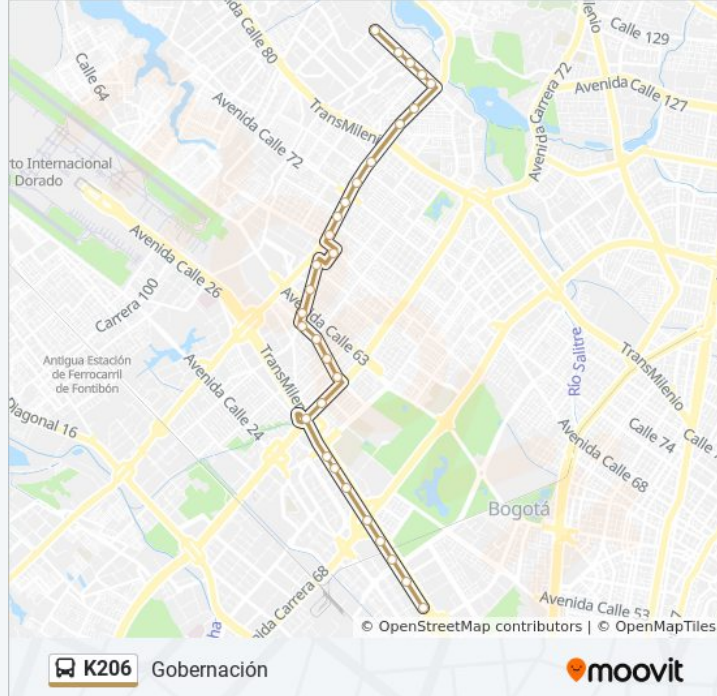 Milenio
Calle 129
Avenida Calle 80
Calle 64
Avenida Carrera 72
Avenida Calle 127
Avenida Calle 72
TransMilenio
rto Internacional
Dorado
Avenida Calle 26
Carrera 100
Avenida Calle 63
Antigua Estación
de Ferrocarril
de Fontibón
TransMilenio
Río Salitre
TransMilenio
Avenida Calle 24
Diagonal 16
Calle 74
Avenida Calle 68
Bogotá
nida Carrera 68
Avenida Calle 53
ha
© OpenStreetMap contributors | © OpenMapTiles
K206 Gobernación
moovit